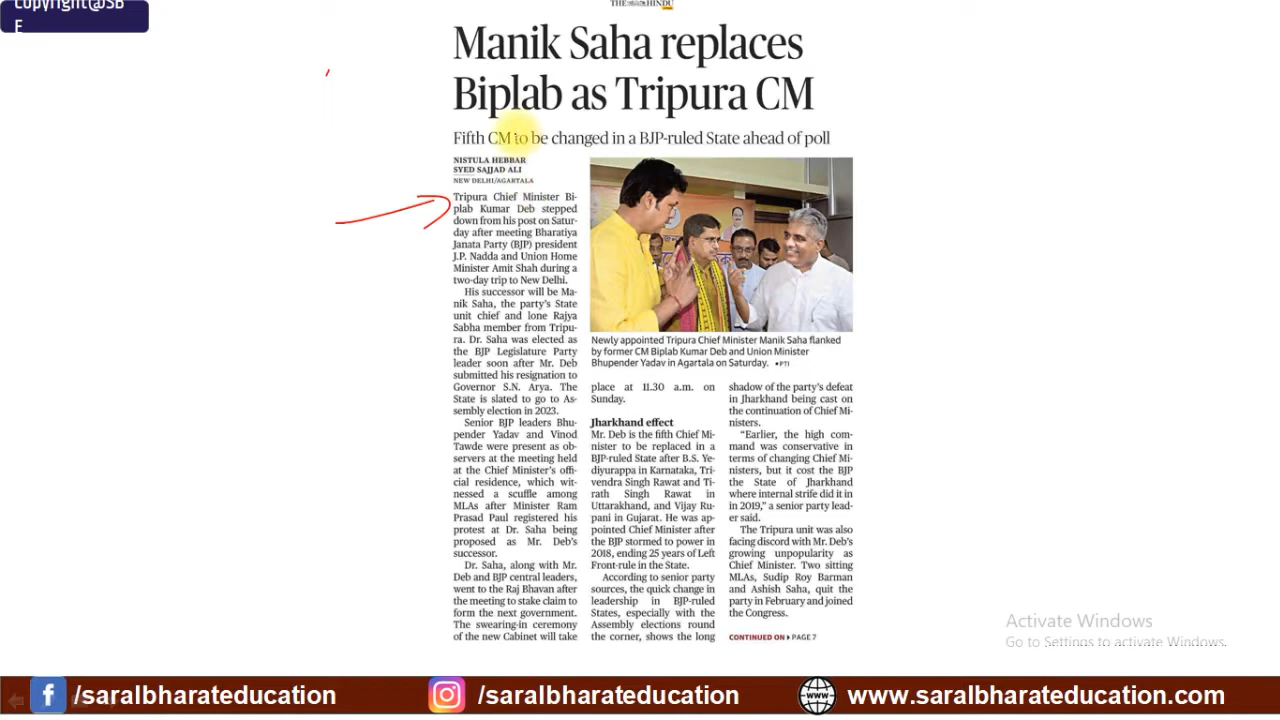 Copyright@SB
E
THE HINDU
Manik Saha replaces
Biplab as Tripura CM
Fifth CM to be changed in a BJP-ruled State ahead of poll
NISTULA HEBBAR
SYED SAJJAD ALI
NEW DELHI/AGARTALA
Tripura Chief Minister Bi-
plab Kumar Deb stepped
down from his post on Satur-
day after meeting Bharatiya
Janata Party (BJP) president
J.P. Nadda and Union Home
Minister Amit Shah during a
two-day trip to New Delhi.
His successor will be Ma-
nik Saha, the party's State
unit chief and lone Rajya
Sabha member from Tripu-
ra. Dr. Saha was elected as
the BJP Legislature Party
leader soon after Mr. Deb
submitted his resignation to
Governor S.N. Arya. The
State is slated to go to As-
sembly election in 2023.
Senior BJP leaders Bhu-
pender Yadav and Vinod
Tawde were present as ob-
servers at the meeting held
at the Chief Minister's offi-
cial residence, which wit-
nessed a scuffle among
MLAs after Minister Ram
Prasad Paul registered his
protest at Dr. Saha being
proposed as Mr. Deb's
successor.
Dr. Saha, along with Mr.
Deb and BJP central leaders,
went to the Raj Bhavan after
the meeting to stake claim to
form the next government.
The swearing-in ceremony
of the new Cabinet will take
Newly appointed Tripura Chief Minister Manik Saha flanked
by former CM Biplab Kumar Deb and Union Minister
Bhupender Yadav in Agartala on Saturday. •PTI
place at 11.30 a.m. on
Sunday.
Jharkhand effect
Mr. Deb is the fifth Chief Mi-
nister to be replaced in a
BJP-ruled State after B.S. Ye-
diyurappa in Karnataka, Tri-
vendra Singh Rawat and Ti-
rath Singh Rawat in
Uttarakhand, and Vijay Ru-
pani in Gujarat. He was ap-
pointed Chief Minister after
the BJP stormed to power in
2018, ending 25 years of Left
Front-rule in the State.
According to senior party
sources, the quick change in
leadership in BJP-ruled
States, especially with the
Assembly elections round
the corner, shows the long
shadow of the party's defeat
in Jharkhand being cast on
the continuation of Chief Mi-
nisters.
"Earlier, the high com-
mand was conservative in
terms of changing Chief Mi-
nisters, but it cost the BJP
the State of Jharkhand
where internal strife did it in
in 2019," a senior party lead-
er said.
The Tripura unit was also
facing discord with Mr. Deb's
growing unpopularity as
Chief Minister. Two sitting
MLAs, Sudip Roy Barman
and Ashish Saha, quit the
party in February and joined
the Congress.
CONTINUED ON ▸ PAGE 7
Activate Windows
Go to Settings to activate Windows.
/saralbharateducation
/saralbharateducation
www.saralbharateducation.com